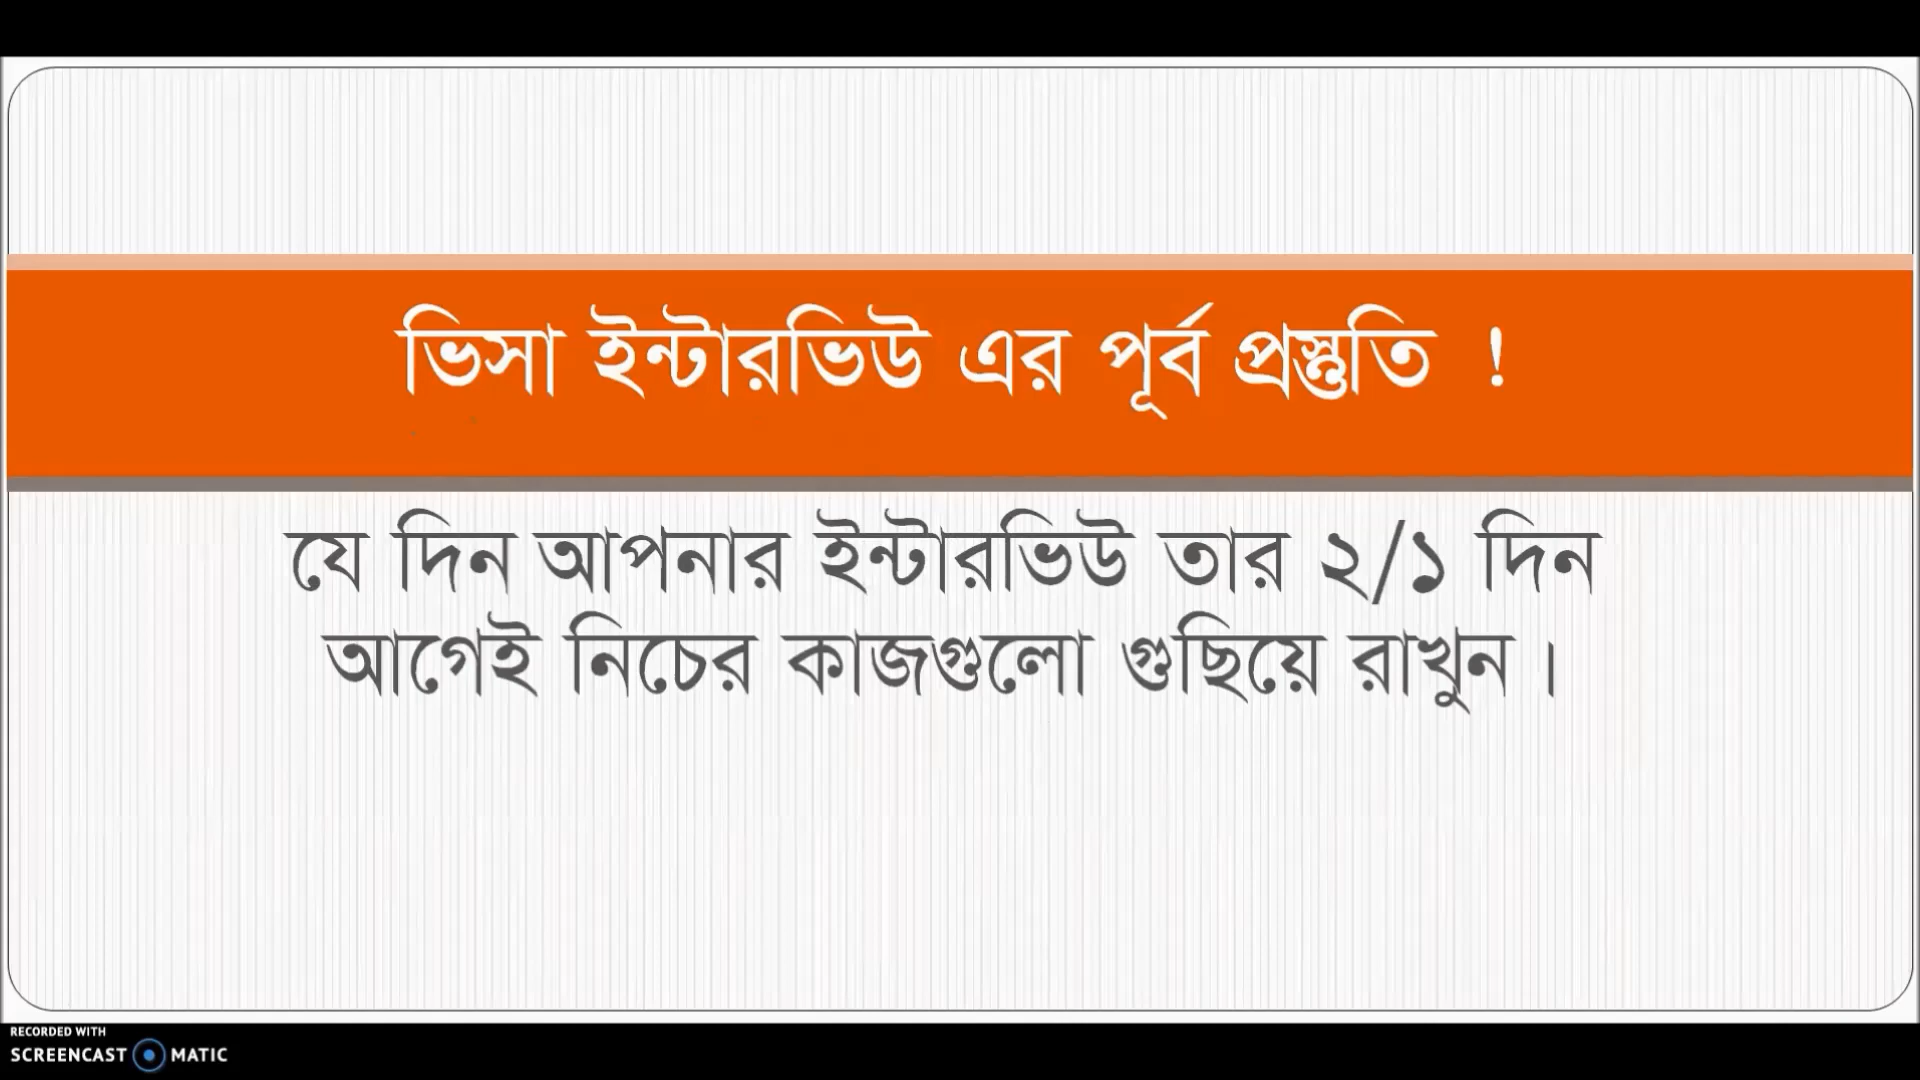 ভিসা ইন্টারভিউ এর পূর্ব প্রস্তুতি !
যে দিন আপনার ইন্টারভিউ তার ২/১ দিন
আগেই নিচের কাজগুলো গুছিয়ে রাখুন ।
RECORDED WITH
SCREENCAST MATIC